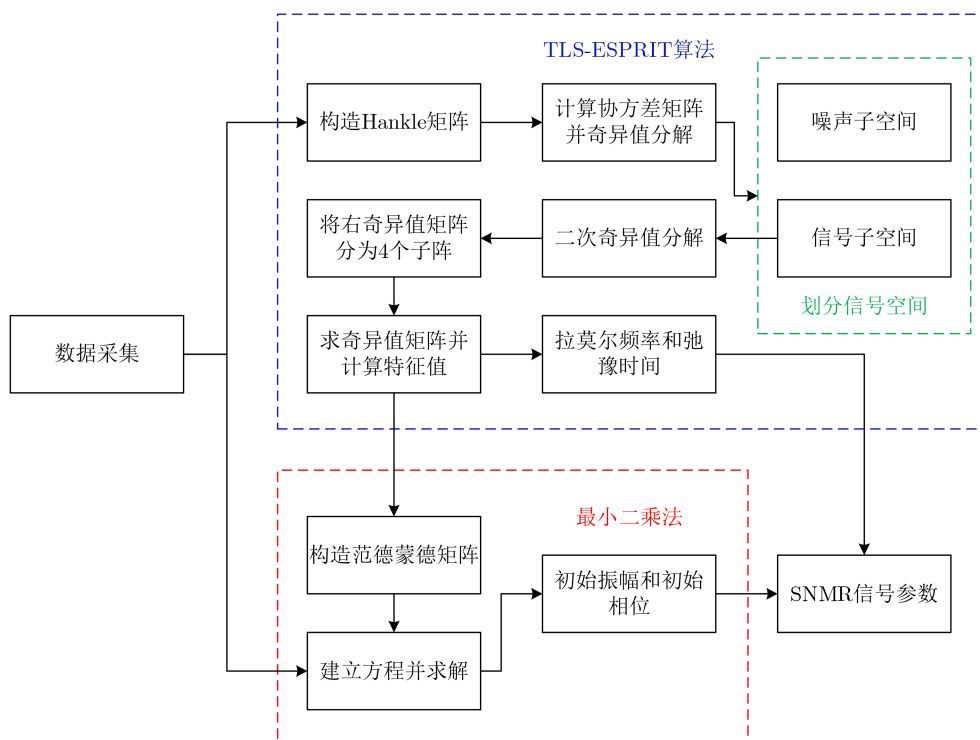 TLS-ESPRIT算法
构造Hankle矩阵
计算协方差矩阵
并奇异值分解
噪声子空间
将右奇异值矩阵
分为4个子阵
二次奇异值分解
信号子空间
划分信号空间
数据采集
求奇异值矩阵并
计算特征值
拉莫尔频率和弛
豫时间
最小二乘法
构造范德蒙德矩阵
初始振幅和初始
相位
SNMR信号参数
建立方程并求解